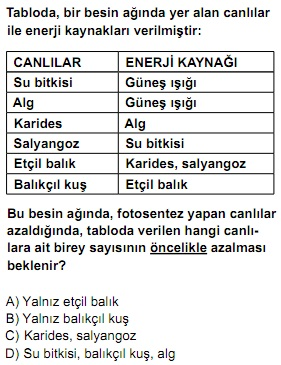 Tabloda, bir besin ağında yer alan canlılar
ile enerji kaynakları verilmiştir:
CANLILAR ENERJİ KAYNAĞI
Su bitkisi Güneş ışığı
Alg Güneş ışığı
Karides Alg
Salyangoz Su bitkisi
Etçil balık Karides, salyangoz
Balıkçıl kuş Etçil balık
Bu besin ağında, fotosentez yapan canlılar
azaldığında, tabloda verilen hangi canlı-
lara ait birey sayısının öncelikle azalması
beklenir?
A) Yalnız etçil balık
B) Yalnız balıkçıl kuş
C) Karides, salyangoz
D) Su bitkisi, balıkçıl kuş, alg